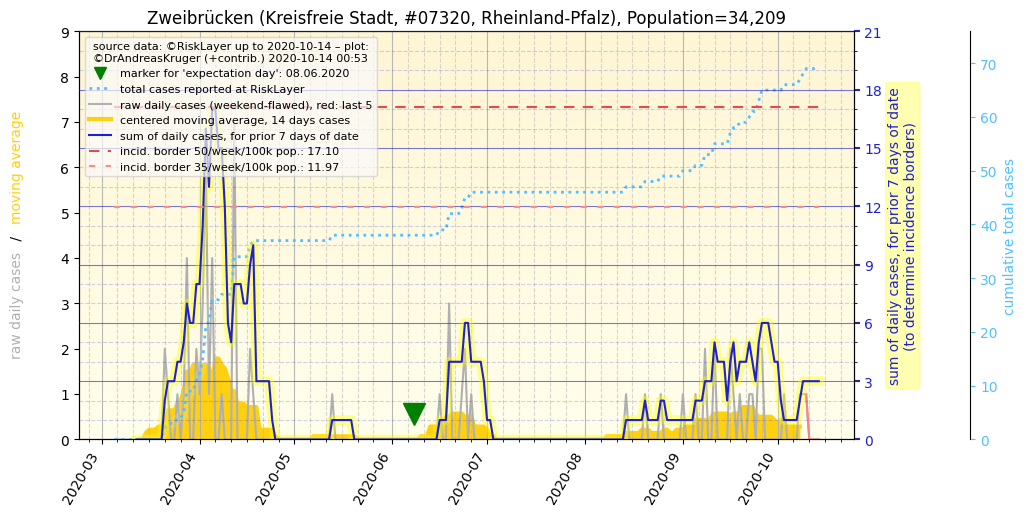 Zweibrücken (Kreisfreie Stadt, #07320, Rheinland-Pfalz), Population=34,209
source data: ©RiskLayer up to 2020-10-14 – plot:
©DrAndreasKruger (+contrib.) 2020-10-14 00:53
marker for 'expectation day': 08.06.2020
total cases reported at RiskLayer
raw daily cases (weekend-flawed), red: last 5
centered moving average, 14 days cases
sum of daily cases, for prior 7 days of date
incid. border 50/week/100k pop.: 17.10
incid. border 35/week/100k pop.: 11.97
raw daily cases / moving average
9
8
7
6
5
4
3
2
1
0
21
18
15
12
9
6
3
0
sum of daily cases, for prior 7 days of date
(to determine incidence borders)
70
60
50
40
30
20
10
0
cumulative total cases
2020-03
2020-04
2020-05
2020-06
2020-07
2020-08
2020-09
2020-10